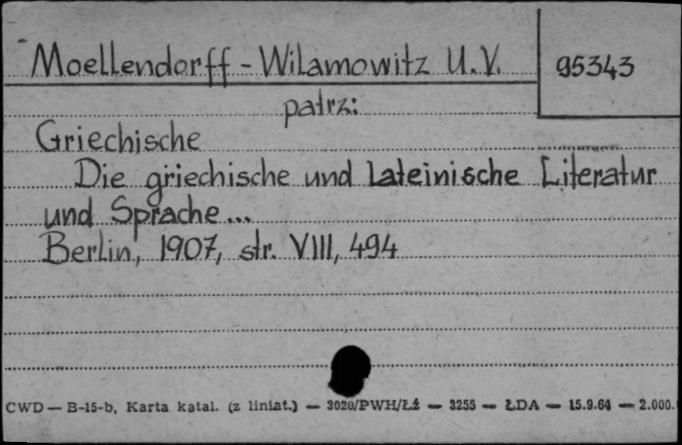 Moellendorff - Wilamowitz U.V.
95343
patrz:
Griechische
Die griechische und lateinische Literatur
und Sprache...
Berlin, 1907, str. VIII, 494
CWD — B-15-b, Karta katal. (z liniat.) — 3020/PWH/Łź — 3255 — ŁDA — 15.9.64 — 2.000.